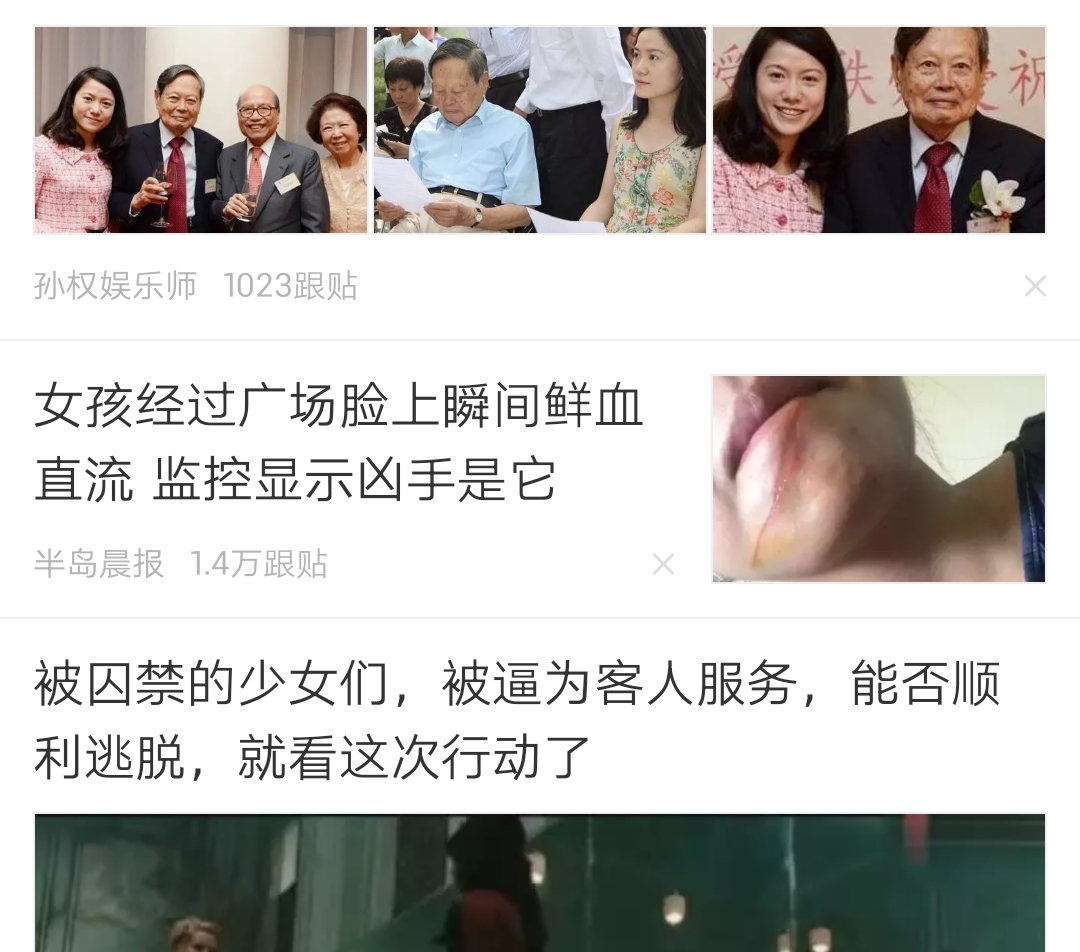 孙权娱乐师 1023跟贴
女孩经过广场脸上瞬间鲜血
直流 监控显示凶手是它
半岛晨报 1.4万跟贴
被囚禁的少女们，被逼为客人服务，能否顺
利逃脱，就看这次行动了